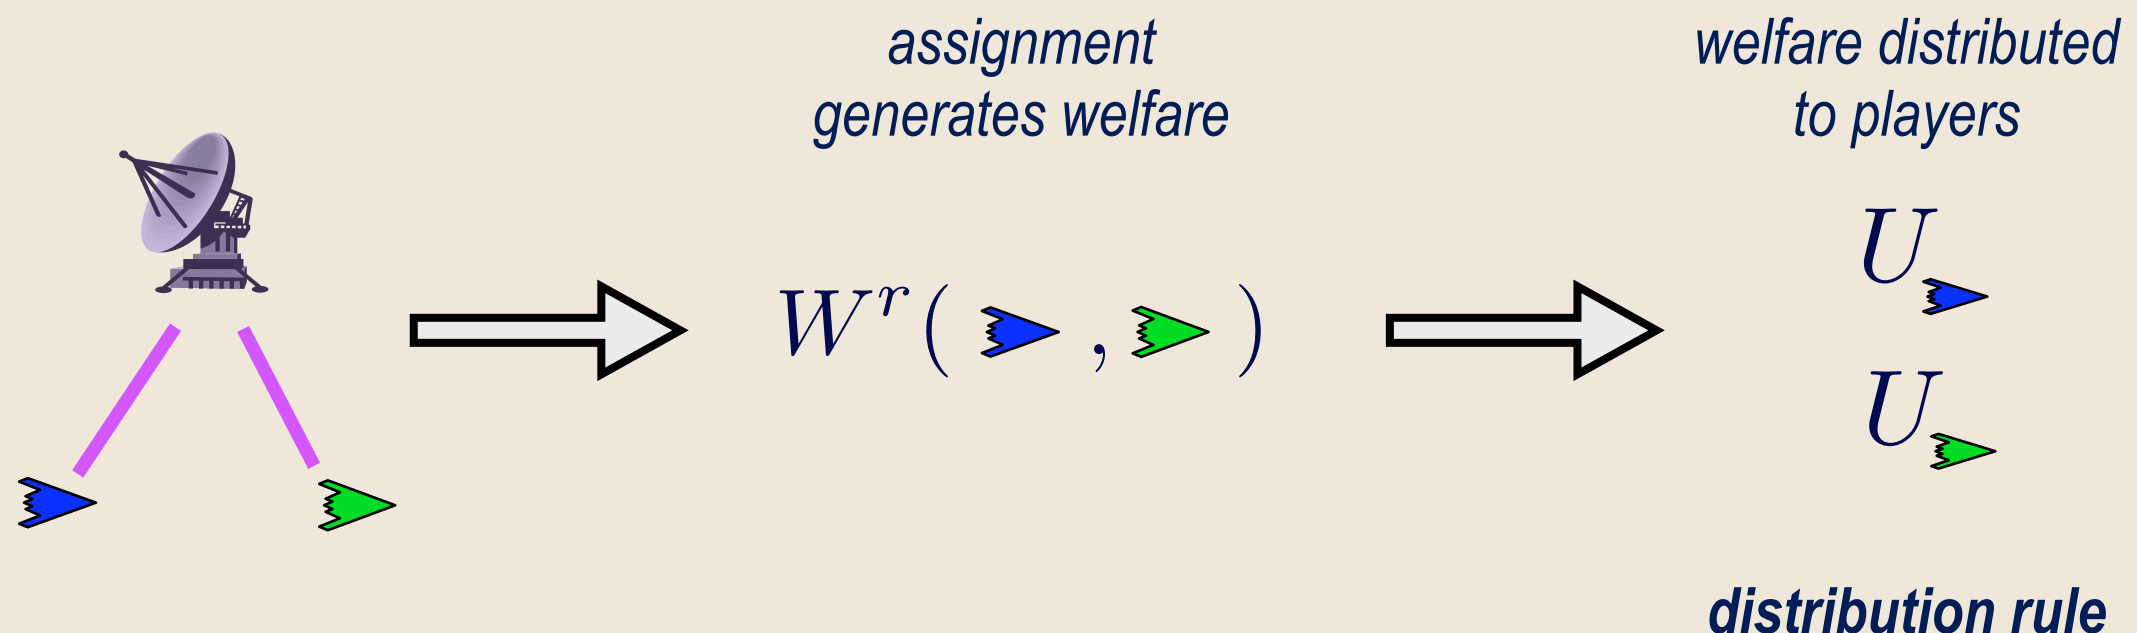 assignment
generates welfare
welfare distributed
to players
W^r ( , )
U
U
distribution rule